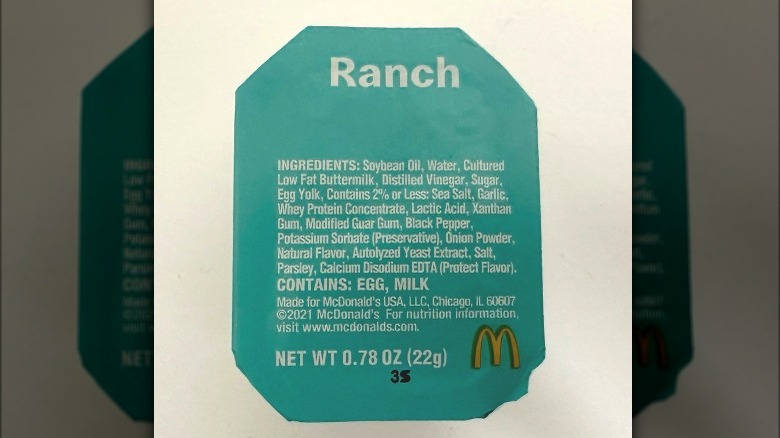 Ranch
INGREDIENTS: Soybean Oil, Water, Cultured
Low Fat Buttermilk, Distilled Vinegar, Sugar,
Egg Yolk, Contains 2% or Less: Sea Salt, Garlic,
Whey Protein Concentrate, Lactic Acid, Xanthan
Gum, Modified Guar Gum, Black Pepper,
Potassium Sorbate (Preservative), Onion Powder,
Natural Flavor, Autolyzed Yeast Extract, Salt,
Parsley, Calcium Disodium EDTA (Protect Flavor).
CONTAINS: EGG, MILK
Made for McDonald's USA, LLC, Chicago, IL 60607
©2021 McDonald's For nutrition information,
visit www.mcdonalds.com.
NET WT 0.78 OZ (22g)
3S